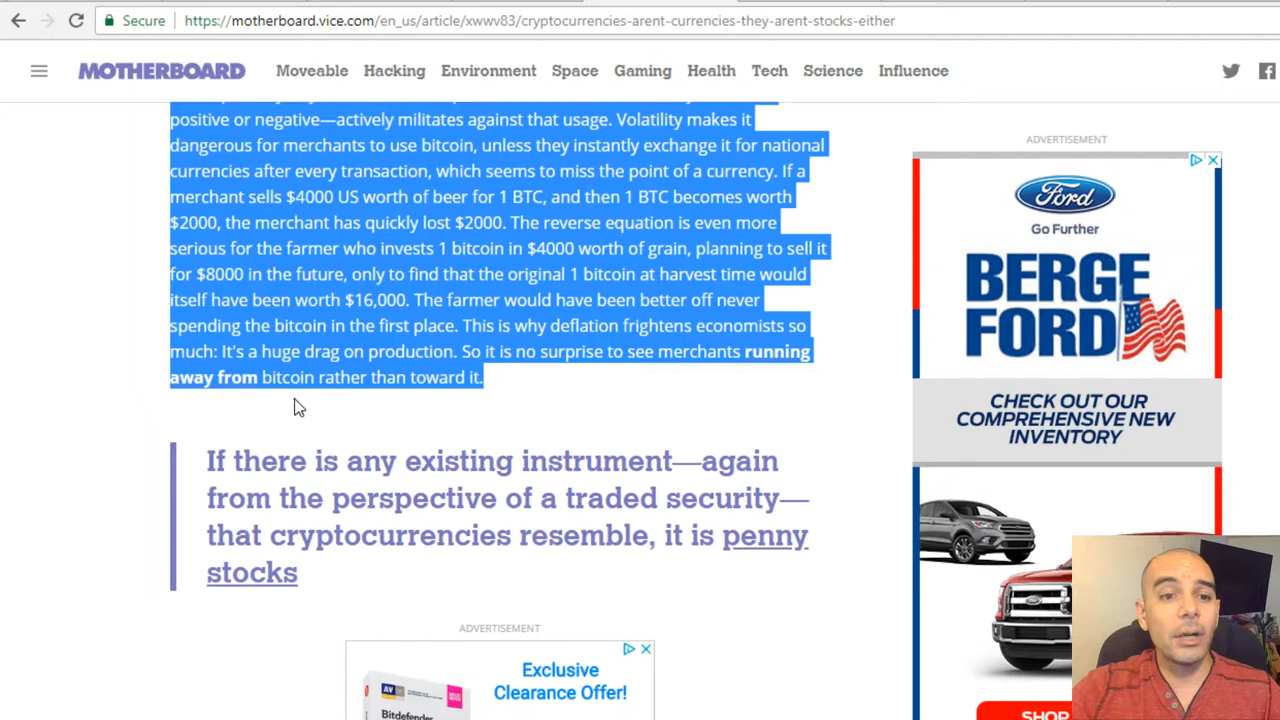 Secure
https://motherboard.vice.com/en_us/article/xwwv83/cryptocurrencies-arent-currencies-they-arent-stocks-either
MOTHERBOARD Moveable Hacking Environment Space Gaming Health Tech Science Influence
positive or negative—actively militates against that usage. Volatility makes it
dangerous for merchants to use bitcoin, unless they instantly exchange it for national
currencies after every transaction, which seems to miss the point of a currency. If a
merchant sells $4000 US worth of beer for 1 BTC, and then 1 BTC becomes worth
$2000, the merchant has quickly lost $2000. The reverse equation is even more
serious for the farmer who invests 1 bitcoin in $4000 worth of grain, planning to sell it
for $8000 in the future, only to find that the original 1 bitcoin at harvest time would
itself have been worth $16,000. The farmer would have been better off never
spending the bitcoin in the first place. This is why deflation frightens economists so
much: It's a huge drag on production. So it is no surprise to see merchants running
away from bitcoin rather than toward it.
If there is any existing instrument—again
from the perspective of a traded security—
that cryptocurrencies resemble, it is penny
stocks
ADVERTISEMENT
Exclusive
Clearance Offer!
AV
Bitdefender
ADVERTISEMENT
Ford
Go Further
BERGE
FORD
CHECK OUT OUR
COMPREHENSIVE NEW
INVENTORY
SHOP